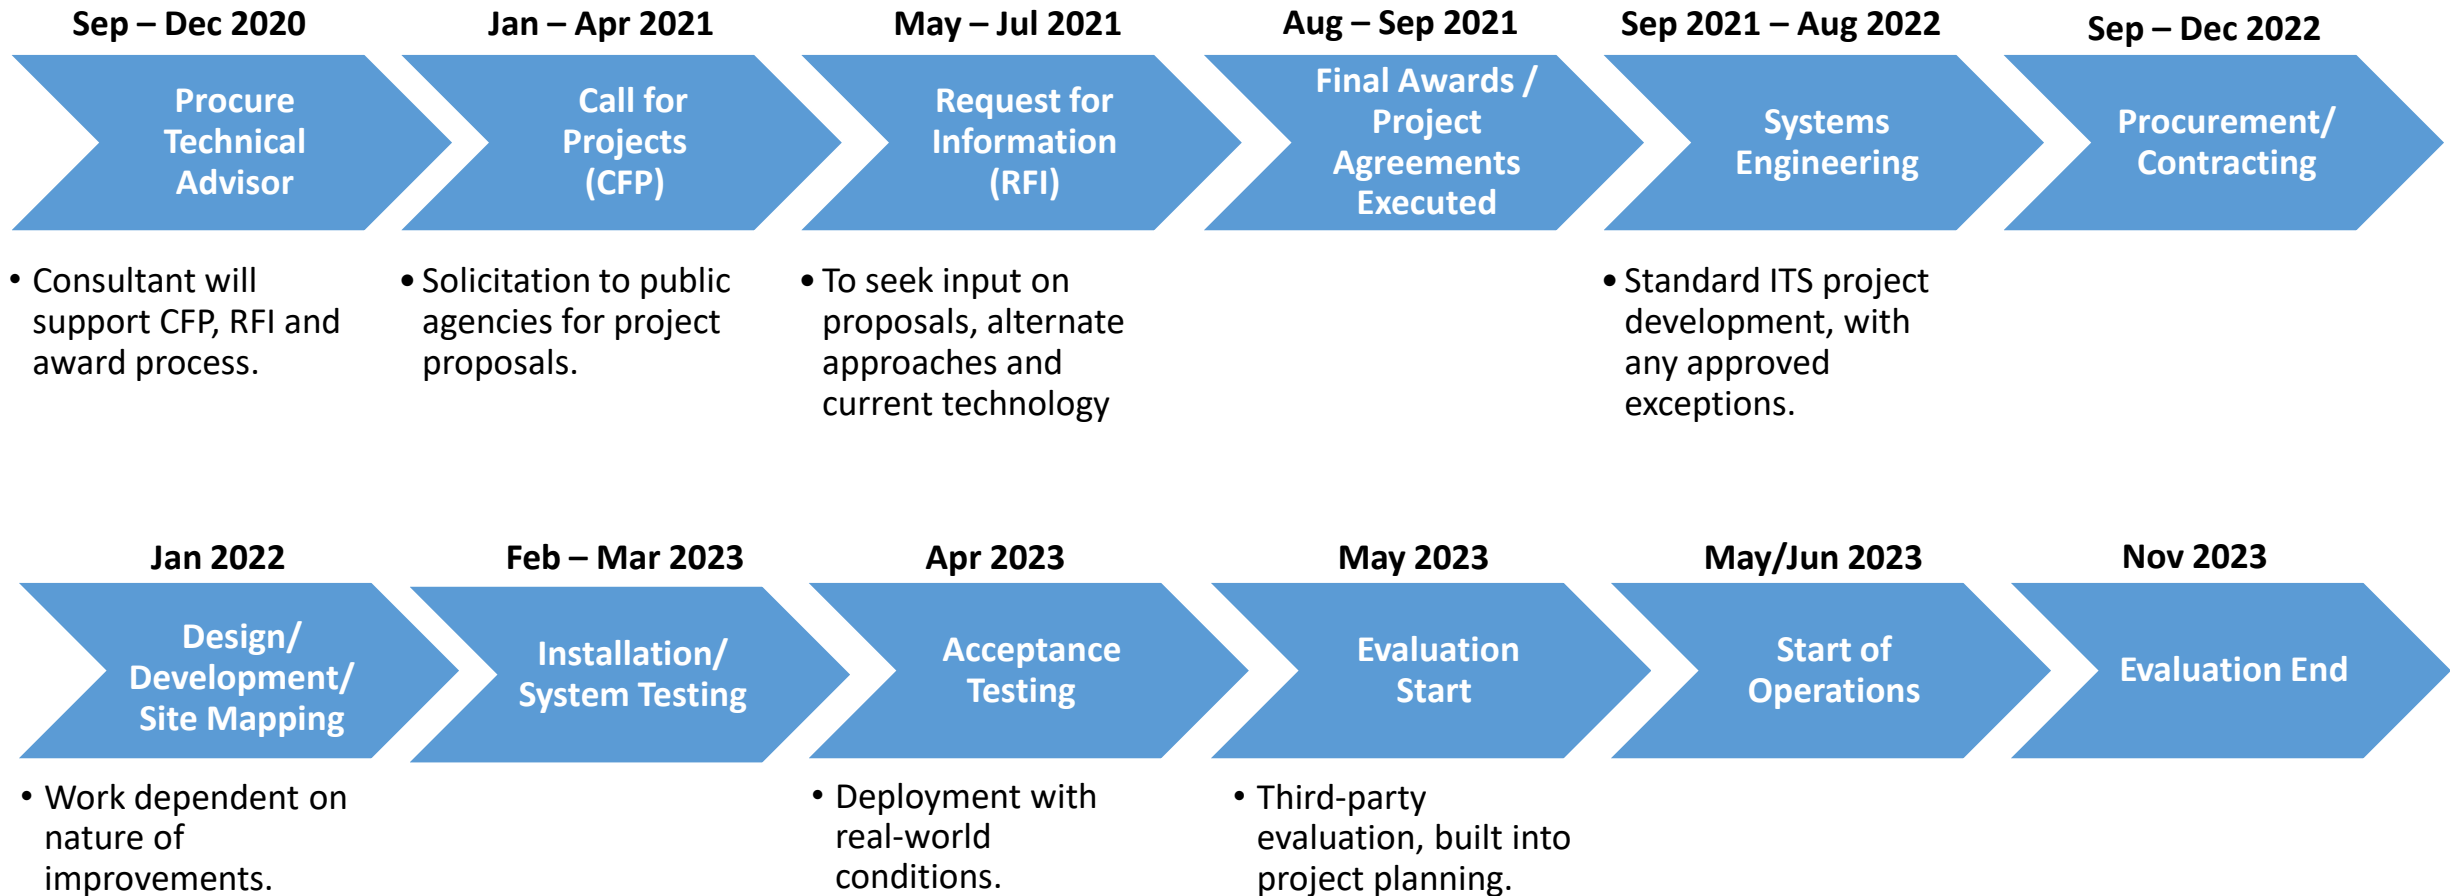 Sep – Dec 2020
Procure
Technical
Advisor
• Consultant will
support CFP, RFI and
award process.
Jan – Apr 2021
Call for
Projects
(CFP)
• Solicitation to public
agencies for project
proposals.
May – Jul 2021
Request for
Information
(RFI)
• To seek input on
proposals, alternate
approaches and
current technology
Aug – Sep 2021
Final Awards /
Project
Agreements
Executed
Sep 2021 – Aug 2022
Systems
Engineering
• Standard ITS project
development, with
any approved
exceptions.
Sep – Dec 2022
Procurement/
Contracting
Jan 2022
Design/
Development/
Site Mapping
• Work dependent on
nature of
improvements.
Feb – Mar 2023
Installation/
System Testing
Apr 2023
Acceptance
Testing
• Deployment with
real-world
conditions.
May 2023
Evaluation
Start
• Third-party
evaluation, built into
project planning.
May/Jun 2023
Start of
Operations
Nov 2023
Evaluation End